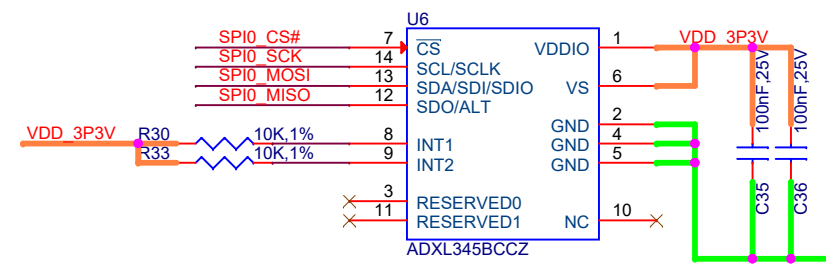 U6
SPI0_CS# 7 CS VDDIO 1 VDD_3P3V
SPI0_SCK 14 SCL/SCLK
SPI0_MOSI 13 SDA/SDI/SDIO VS 6
SPI0_MISO 12 SDO/ALT
GND 2
VDD_3P3V R30 10K,1% 8 INT1 GND 4
R33 10K,1% 9 INT2 GND 5
3 RESERVED0
11 RESERVED1 NC 10
ADXL345BCCZ
100nF,25V
C35
100nF,25V
C36